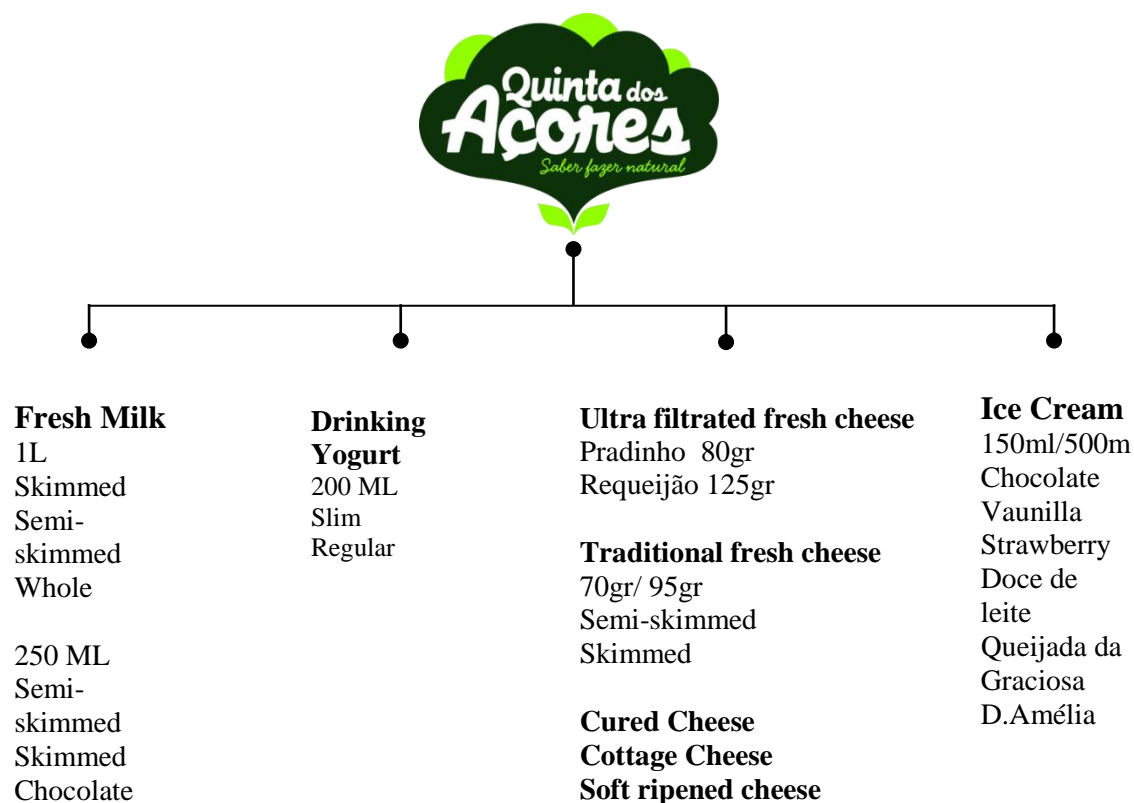 Quinta dos
Açores
Saber fazer natural
Fresh Milk
1L
Skimmed
Semi-
skimmed
Whole
250 ML
Semi-
skimmed
Skimmed
Chocolate
Drinking
Yogurt
200 ML
Slim
Regular
Ultra filtrated fresh cheese
Pradinho 80gr
Requeijão 125gr
Traditional fresh cheese
70gr/ 95gr
Semi-skimmed
Skimmed
Cured Cheese
Cottage Cheese
Soft ripened cheese
Ice Cream
150ml/500m
Chocolate
Vaunilla
Strawberry
Doce de
leite
Queijada da
Graciosa
D.Amélia